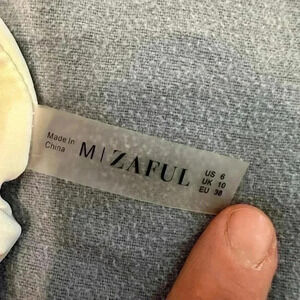 Made In
China
M | ZAFUL
US 6
UK 10
EU 38